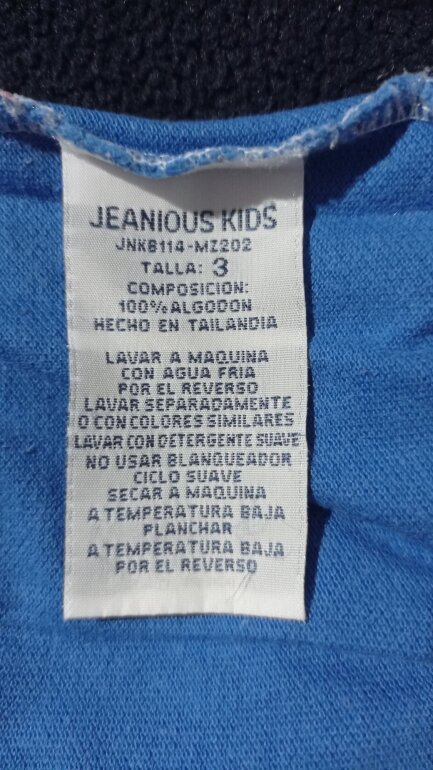 JEANIOUS KIDS
JNKB114-MZ202
TALLA: 3
COMPOSICION:
100% ALGODON
HECHO EN TAILANDIA
LAVAR A MAQUINA
CON AGUA FRIA
POR EL REVERSO
LAVAR SEPARADAMENTE
O CON COLORES SIMILARES
LAVAR CON DETERGENTE SUAVE
NO USAR BLANQUEADOR
CICLO SUAVE
SECAR A MAQUINA
A TEMPERATURA BAJA
PLANCHAR
A TEMPERATURA BAJA
POR EL REVERSO